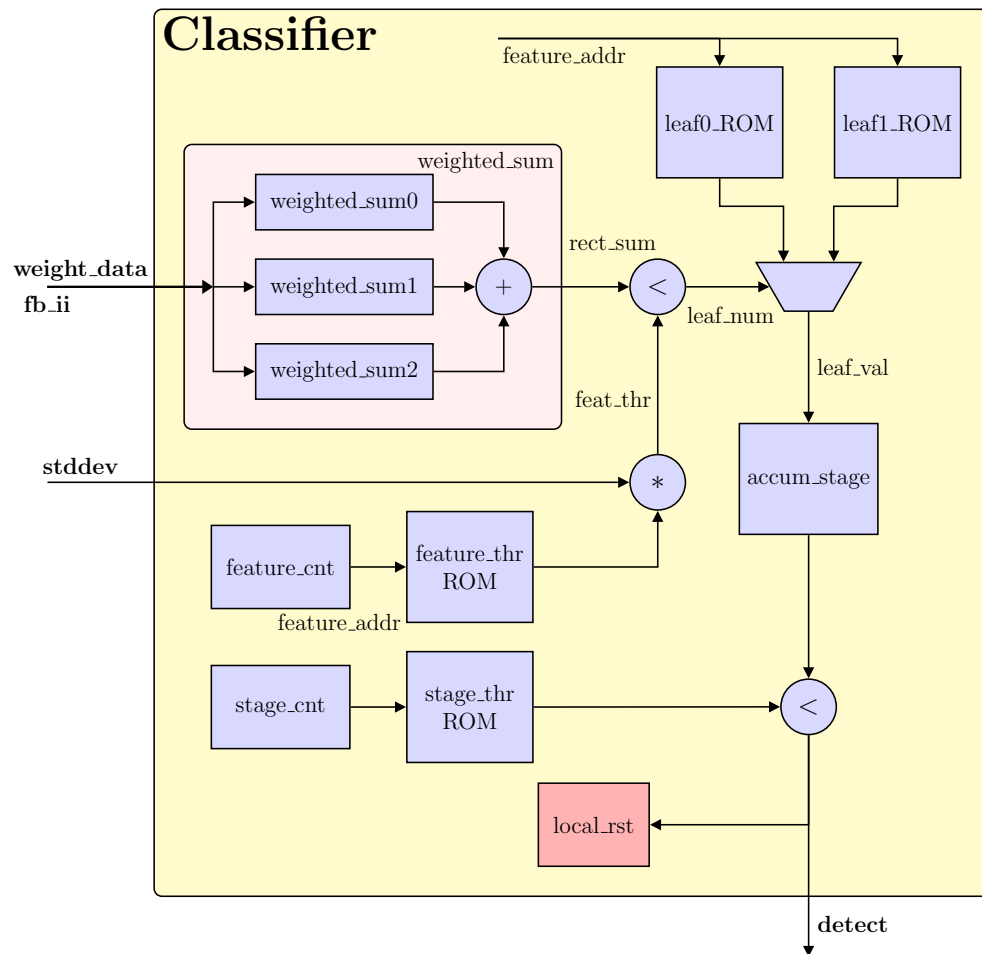 Classifier
feature_addr
leaf0_ROM
leaf1_ROM
weighted_sum
weighted_sum0
weight_data
fb_ii
weighted_sum1
+
rect_sum
<
leaf_num
weighted_sum2
leaf_val
feat_thr
stddev
*
accum_stage
feature_cnt
feature_thr
ROM
feature_addr
stage_cnt
stage_thr
ROM
<
local_rst
detect